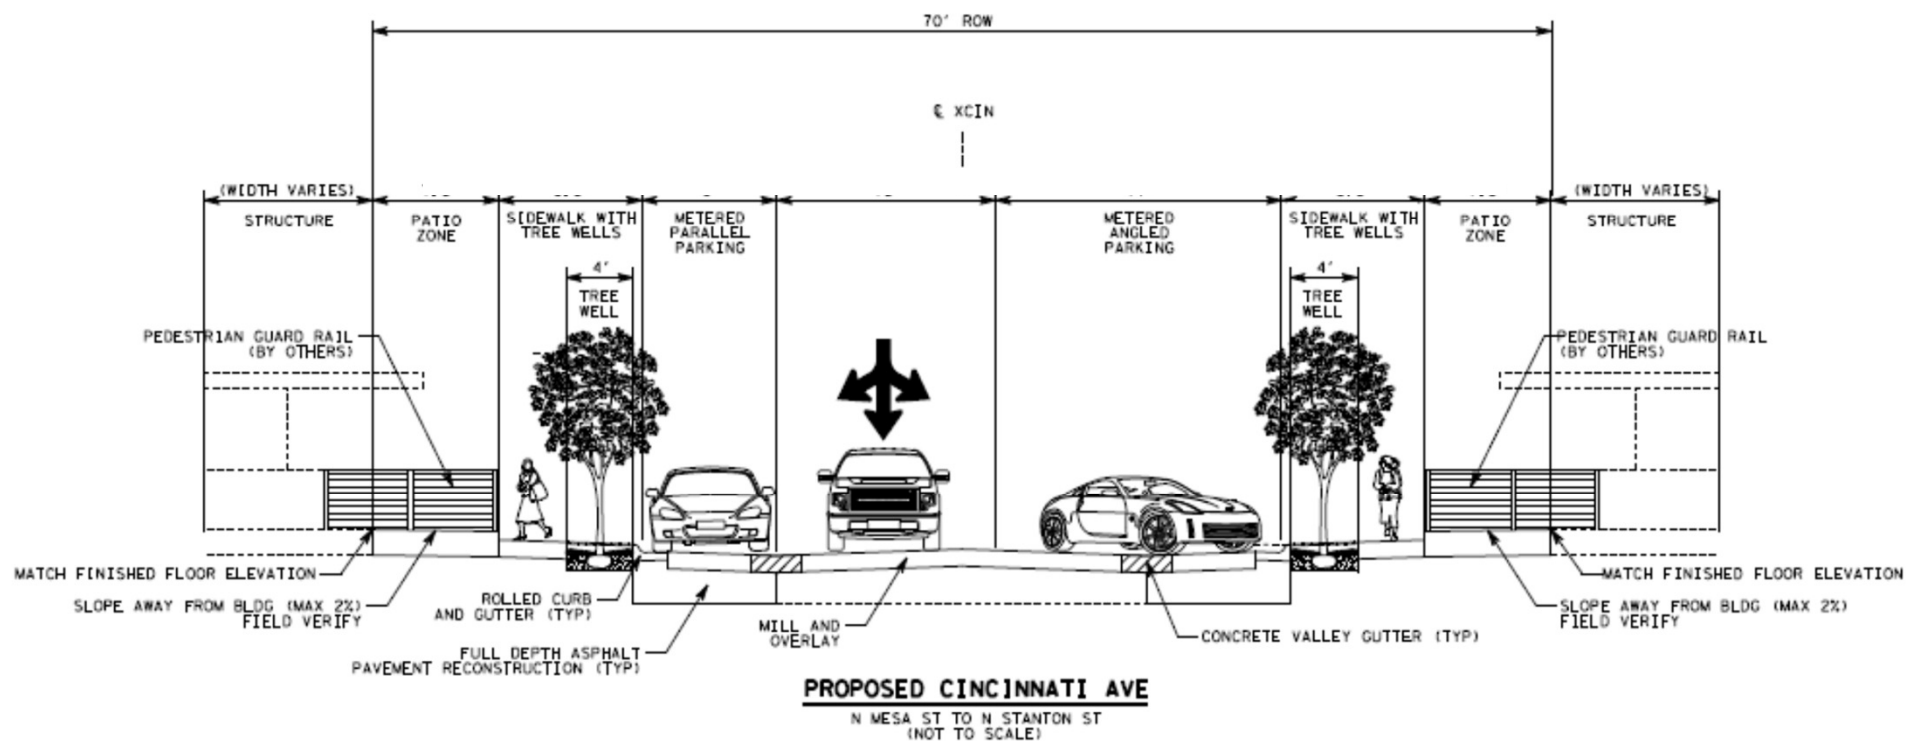 70' ROW
℄ XCIN
(WIDTH VARIES)
STRUCTURE
PATIO
ZONE
SIDEWALK WITH
TREE WELLS
METERED
PARALLEL
PARKING
METERED
ANGLED
PARKING
SIDEWALK WITH
TREE WELLS
PATIO
ZONE
(WIDTH VARIES)
STRUCTURE
4'
TREE
WELL
4'
TREE
WELL
PEDESTRIAN GUARD RAIL
(BY OTHERS)
PEDESTRIAN GUARD RAIL
(BY OTHERS)
MATCH FINISHED FLOOR ELEVATION
SLOPE AWAY FROM BLDG (MAX 2%)
FIELD VERIFY
ROLLED CURB
AND GUTTER (TYP)
FULL DEPTH ASPHALT
PAVEMENT RECONSTRUCTION (TYP)
MILL AND
OVERLAY
CONCRETE VALLEY GUTTER (TYP)
MATCH FINISHED FLOOR ELEVATION
SLOPE AWAY FROM BLDG (MAX 2%)
FIELD VERIFY
PROPOSED CINCINNATI AVE
N MESA ST TO N STANTON ST
(NOT TO SCALE)